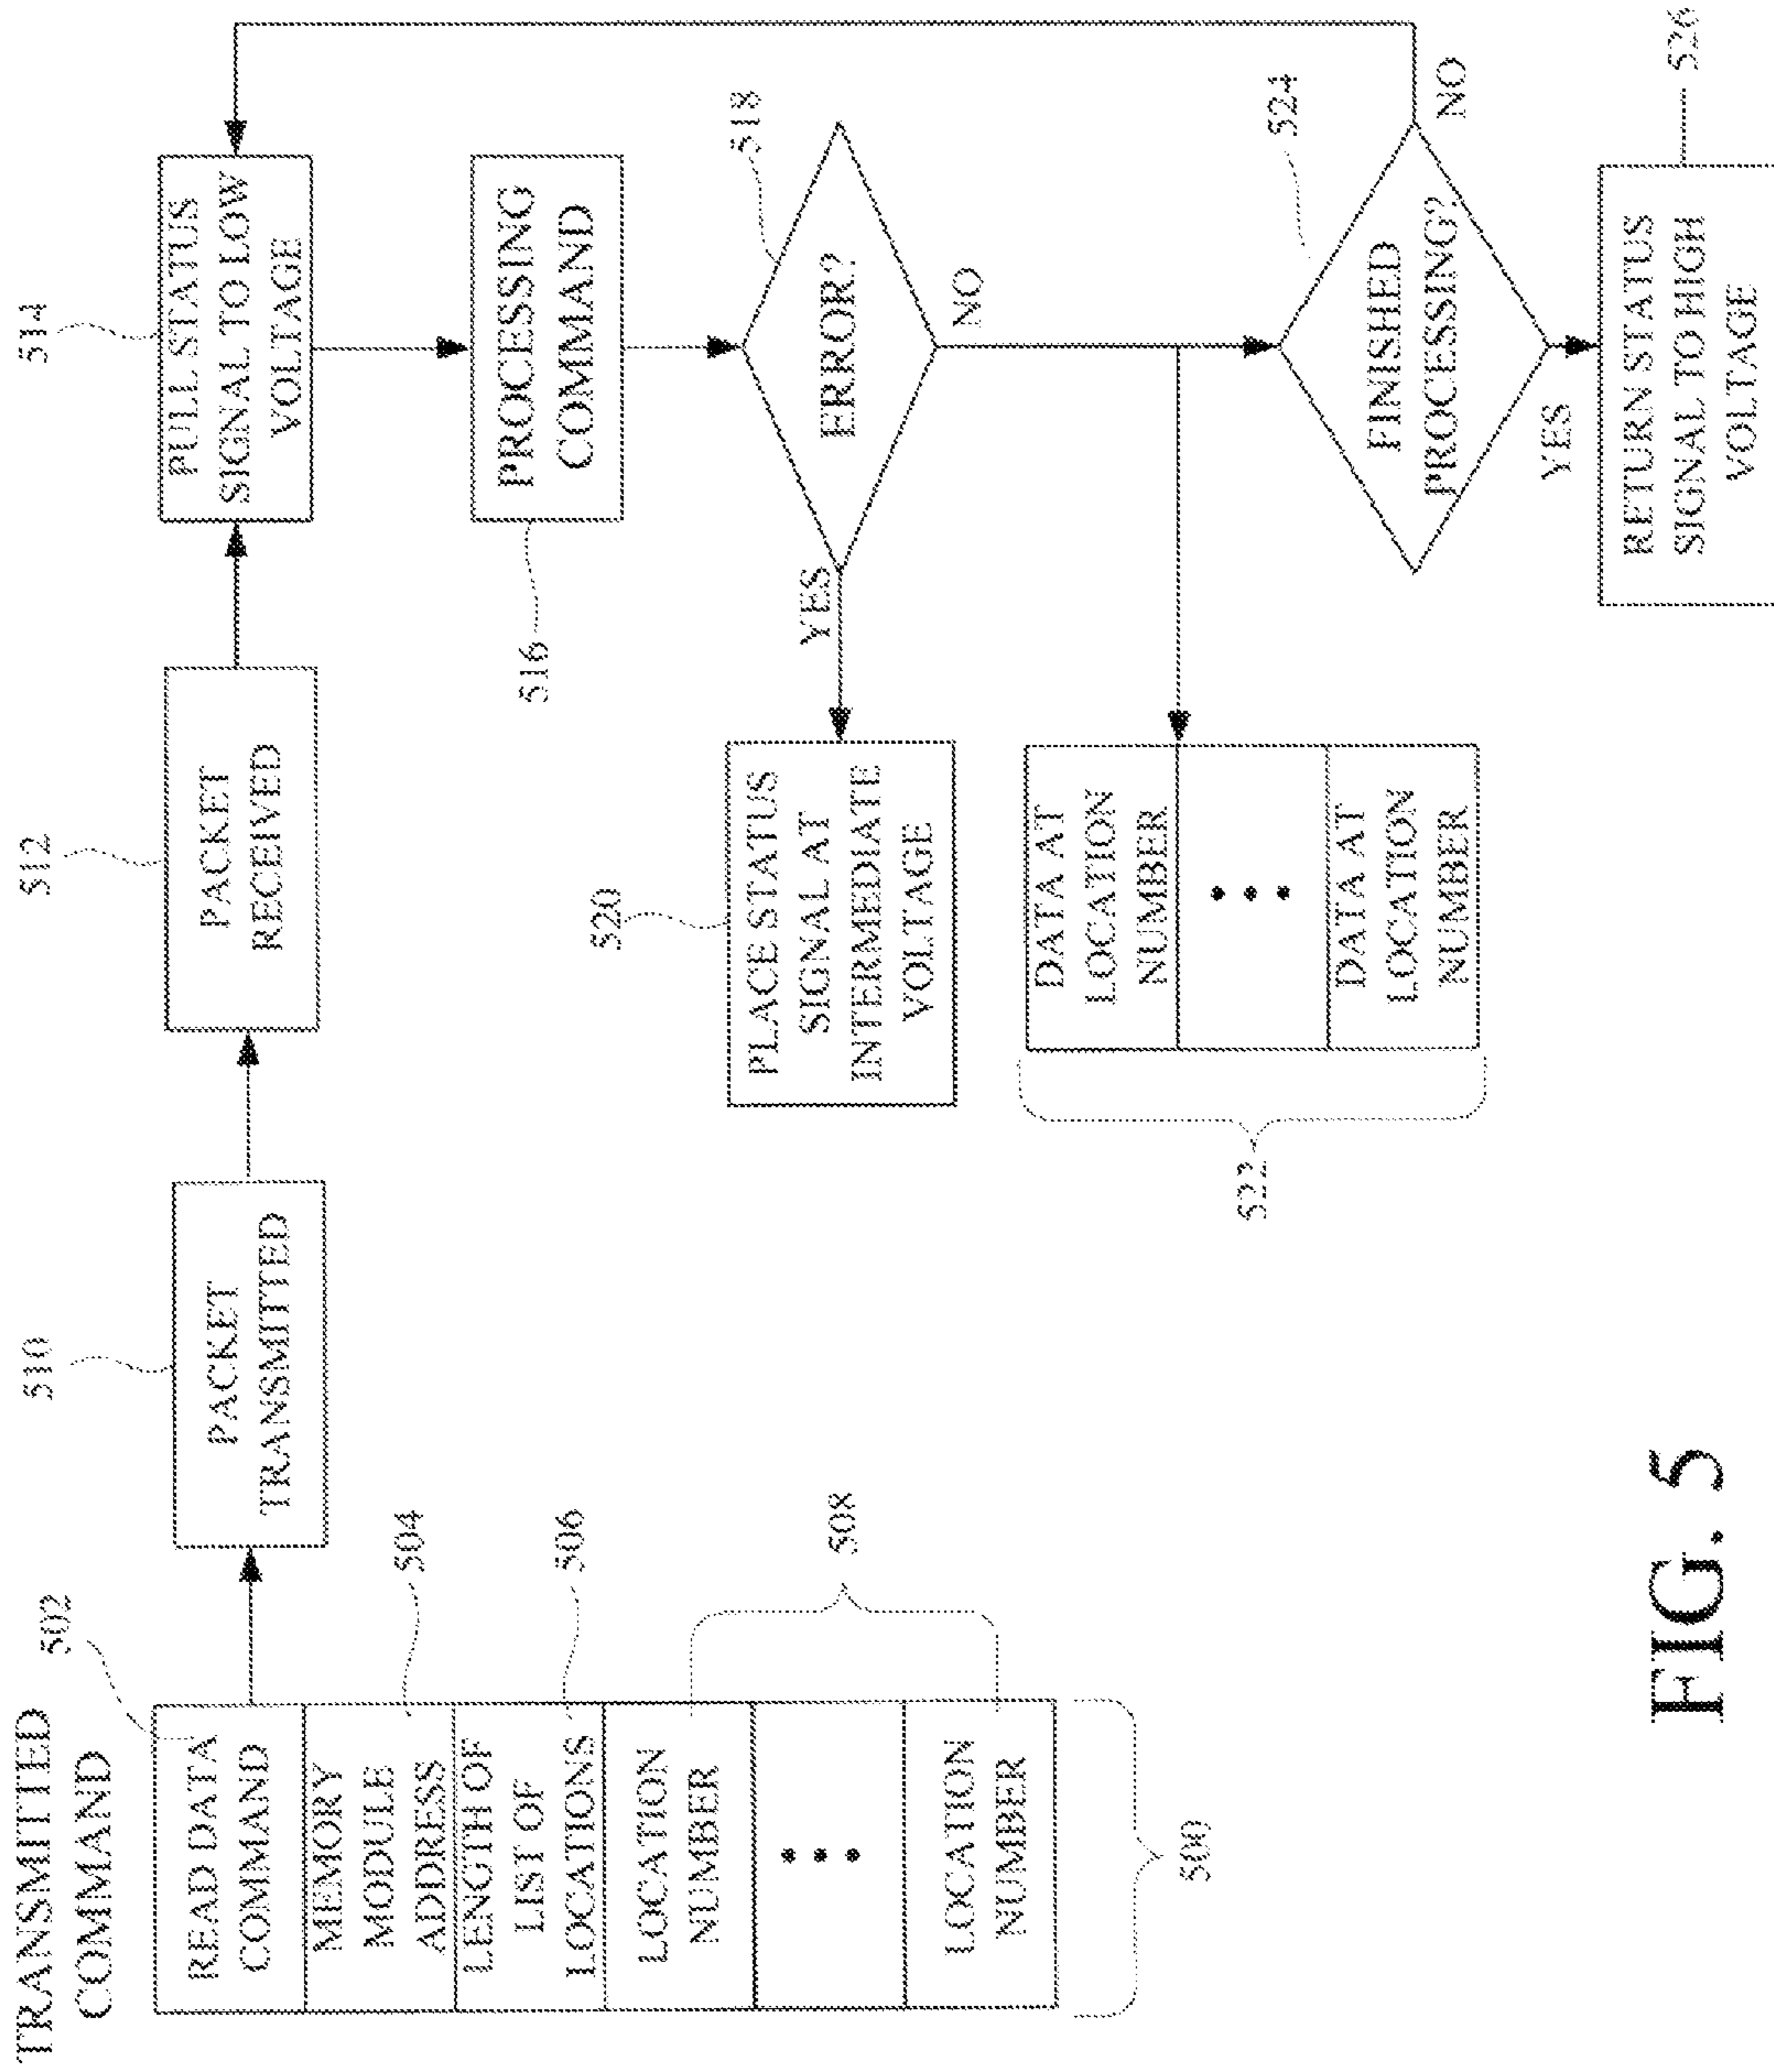 TRANSMITTED
COMMAND
502
READ DATA
COMMAND
MEMORY
MODULE
ADDRESS
504
LENGTH OF
LIST OF
LOCATIONS
506
LOCATION
NUMBER
508
LOCATION
NUMBER
500
510
PACKET
TRANSMITTED
512
PACKET
RECEIVED
514
PULL STATUS
SIGNAL TO LOW
VOLTAGE
516
PROCESSING
COMMAND
518
ERROR?
YES
NO
520
PLACE STATUS
SIGNAL AT
INTERMEDIATE
VOLTAGE
DATA AT
LOCATION
NUMBER
DATA AT
LOCATION
NUMBER
522
524
FINISHED
PROCESSING?
NO
YES
RETURN STATUS
SIGNAL TO HIGH
VOLTAGE
526
FIG. 5